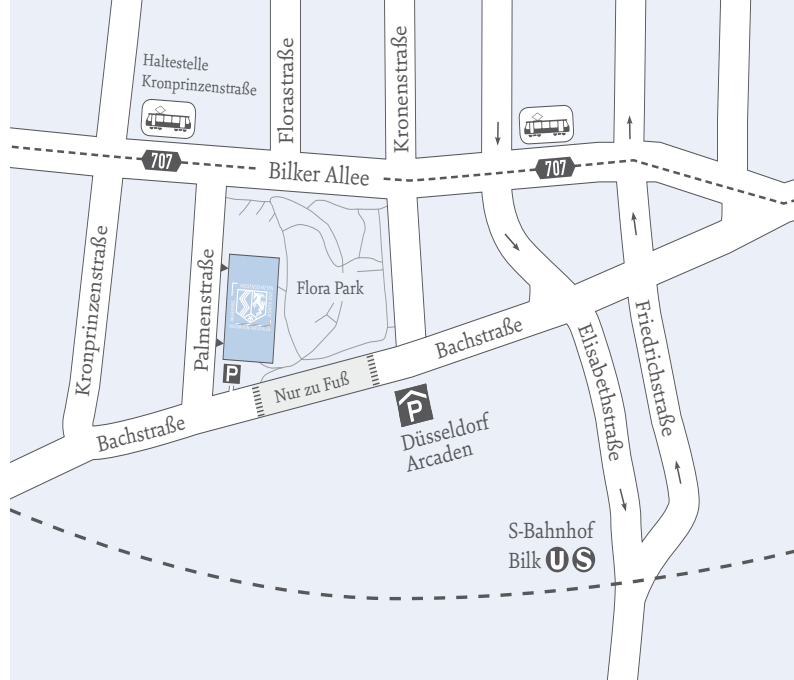 Haltestelle
Kronprinzenstraße
Florastraße
Kronenstraße
707
Bilker Allee
707
Kronprinzenstraße
Palmenstraße
Flora Park
P
Nur zu Fuß
Bachstraße
Bachstraße
P
Düsseldorf
Arcaden
Elisabethstraße
Friedrichstraße
S-Bahnhof
Bilk U S